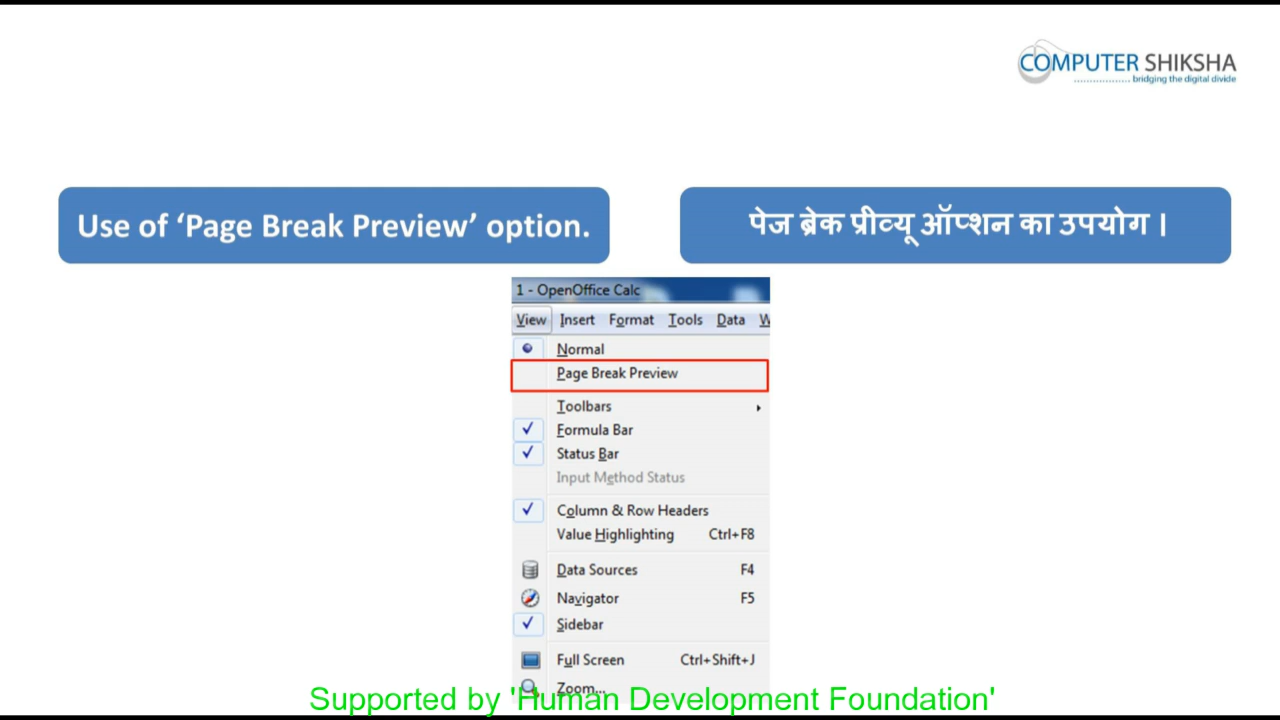 COMPUTER SHIKSHA
bridging the digital divide
Use of ‘Page Break Preview’ option.
पेज ब्रेक प्रीव्यू ऑप्शन का उपयोग ।
1 - OpenOffice Calc
View Insert Format Tools Data W
Normal
Page Break Preview
Toolbars
Formula Bar
Status Bar
Input Method Status
Column & Row Headers
Value Highlighting Ctrl+F8
Data Sources F4
Navigator F5
Sidebar
Full Screen Ctrl+Shift+J
Zoom...
Supported by 'Human Development Foundation'